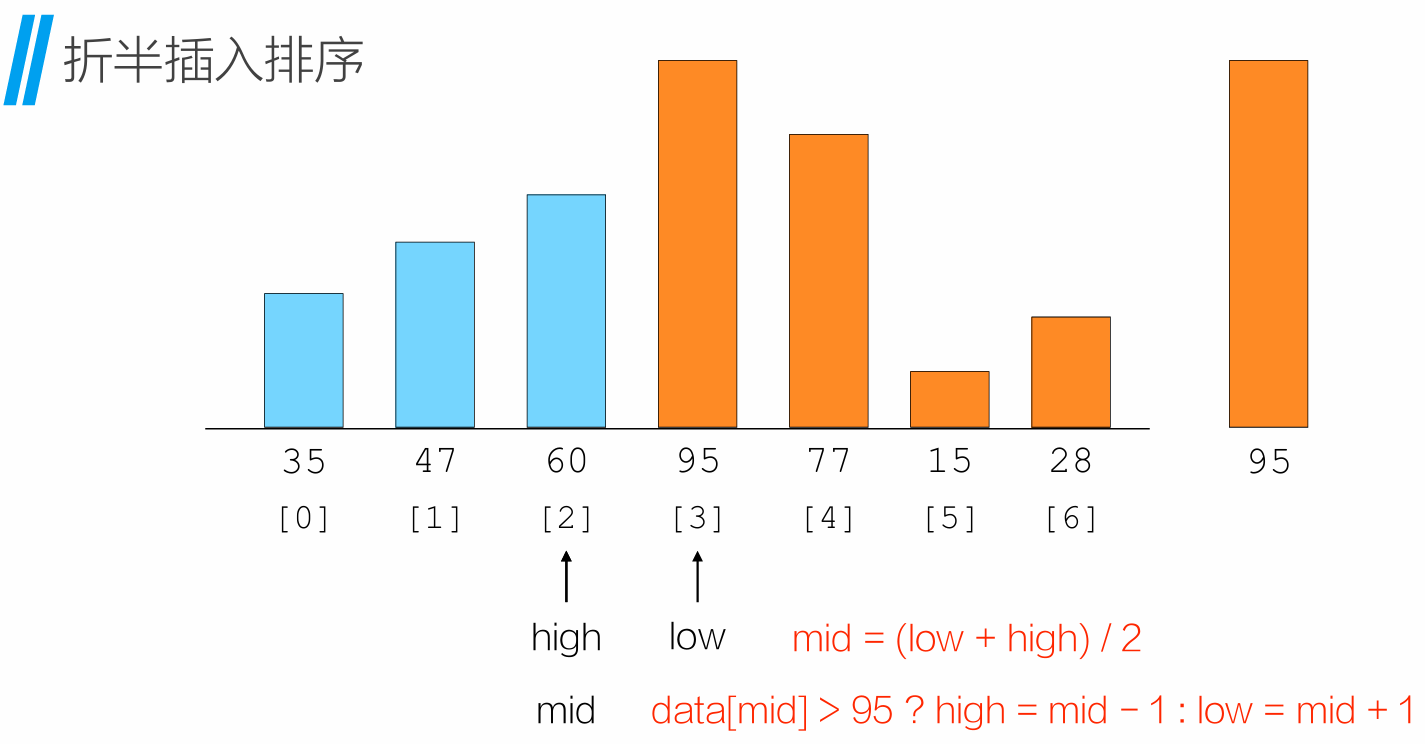 折半插入排序
35 47 60 95 77 15 28 95
[0] [1] [2] [3] [4] [5] [6]
high low mid = (low + high) / 2
mid data[mid] > 95 ? high = mid - 1 : low = mid + 1